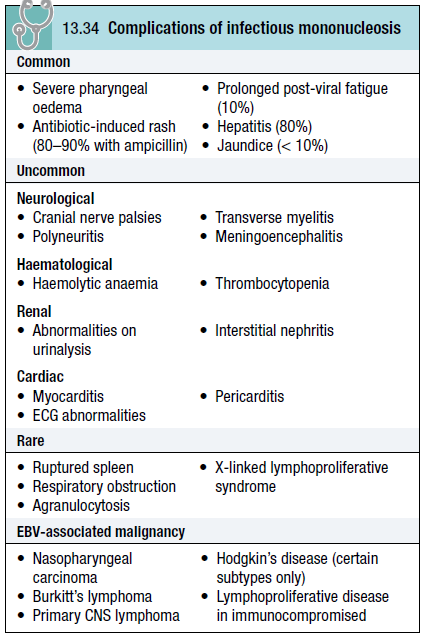 13.34 Complications of infectious mononucleosis
Common
• Severe pharyngeal
oedema
• Antibiotic-induced rash
(80–90% with ampicillin)
• Prolonged post-viral fatigue
(10%)
• Hepatitis (80%)
• Jaundice (< 10%)
Uncommon
Neurological
• Cranial nerve palsies
• Polyneuritis
• Transverse myelitis
• Meningoencephalitis
Haematological
• Haemolytic anaemia
• Thrombocytopenia
Renal
• Abnormalities on
urinalysis
• Interstitial nephritis
Cardiac
• Myocarditis
• ECG abnormalities
• Pericarditis
Rare
• Ruptured spleen
• Respiratory obstruction
• Agranulocytosis
• X-linked lymphoproliferative
syndrome
EBV-associated malignancy
• Nasopharyngeal
carcinoma
• Burkitt's lymphoma
• Primary CNS lymphoma
• Hodgkin's disease (certain
subtypes only)
• Lymphoproliferative disease
in immunocompromised